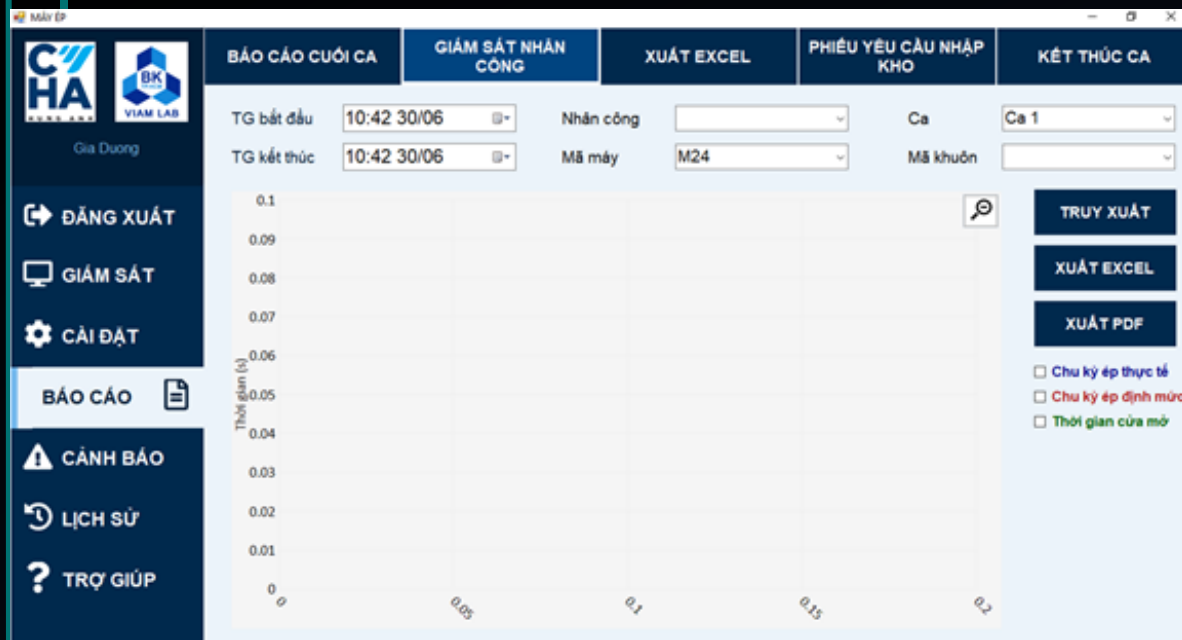 MÁY ÉP
CHA
HUNG ANH
BK
VIAM LAB
Gia Duong
ĐĂNG XUẤT
GIÁM SÁT
CÀI ĐẶT
BÁO CÁO
CẢNH BÁO
LỊCH SỬ
TRỢ GIÚP
BÁO CÁO CUỐI CA
GIÁM SÁT NHÂN
CÔNG
XUẤT EXCEL
PHIẾU YÊU CẦU NHẬP
KHO
KẾT THÚC CA
TG bắt đầu 10:42 30/06 Nhân công Ca Ca 1
TG kết thúc 10:42 30/06 Mã máy M24 Mã khuôn
Thời gian (s)
0.1
0.09
0.08
0.07
0.06
0.05
0.04
0.03
0.02
0.01
0
0 0.05 0.1 0.15 0.2
TRUY XUẤT
XUẤT EXCEL
XUẤT PDF
Chu kỳ ép thực tế
Chu kỳ ép định mức
Thời gian cửa mở